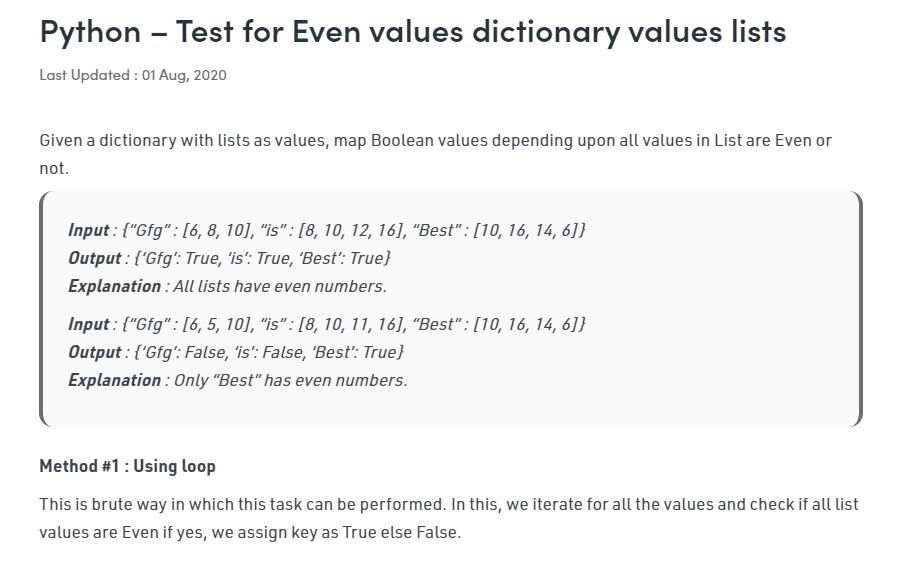 Python – Test for Even values dictionary values lists
Last Updated : 01 Aug, 2020
Given a dictionary with lists as values, map Boolean values depending upon all values in List are Even or
not.
Input : {“Gfg” : [6, 8, 10], “is” : [8, 10, 12, 16], “Best” : [10, 16, 14, 6]}
Output : {‘Gfg’: True, ‘is’: True, ‘Best’: True}
Explanation : All lists have even numbers.
Input : {“Gfg” : [6, 5, 10], “is” : [8, 10, 11, 16], “Best” : [10, 16, 14, 6]}
Output : {‘Gfg’: False, ‘is’: False, ‘Best’: True}
Explanation : Only “Best” has even numbers.
Method #1 : Using loop
This is brute way in which this task can be performed. In this, we iterate for all the values and check if all list
values are Even if yes, we assign key as True else False.